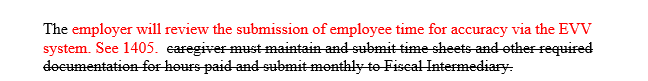 The employer will review the submission of employee time for accuracy via the EVV
system. See 1405. caregiver must maintain and submit time sheets and other required
documentation for hours paid and submit monthly to Fiscal Intermediary.